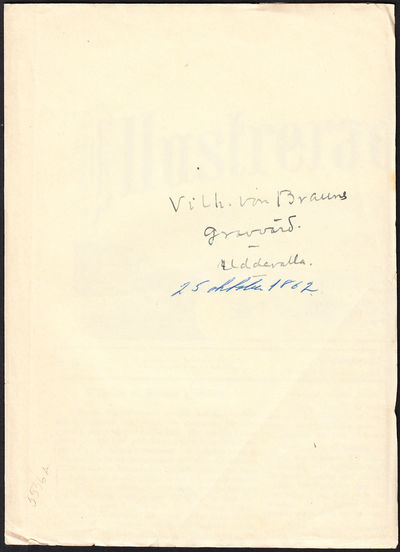 Vilh. von Brauns
gravvård.
Uddevalla.
25 oktober 1862.